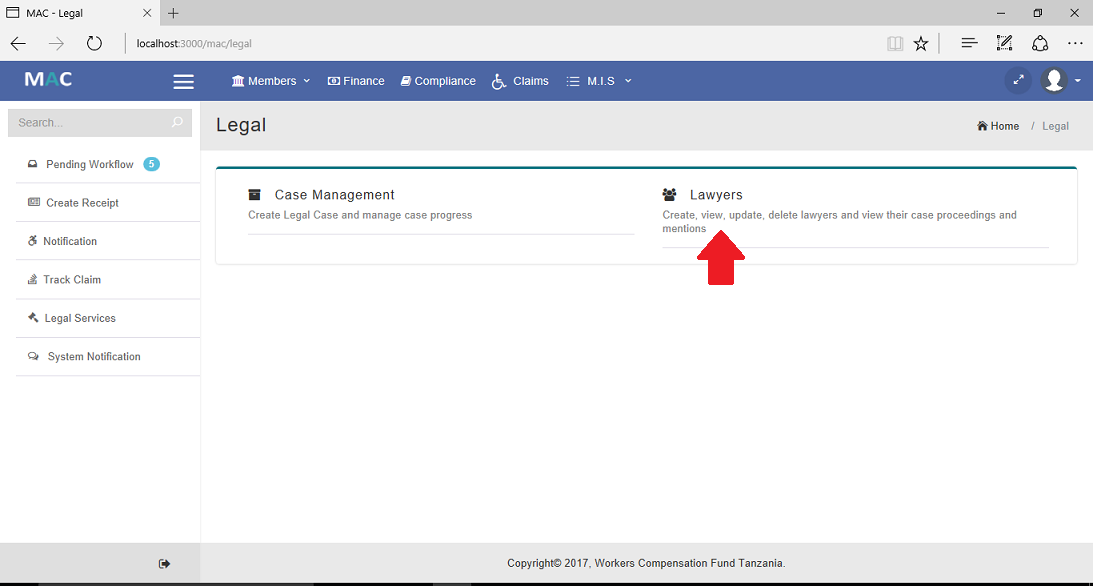 MAC - Legal
localhost:3000/mac/legal
MAC
Members
Finance
Compliance
Claims
M.I.S
Search...
Legal
Home / Legal
Pending Workflow 5
Create Receipt
Notification
Track Claim
Legal Services
System Notification
Case Management
Create Legal Case and manage case progress
Lawyers
Create, view, update, delete lawyers and view their case proceedings and
mentions
Copyright© 2017, Workers Compensation Fund Tanzania.